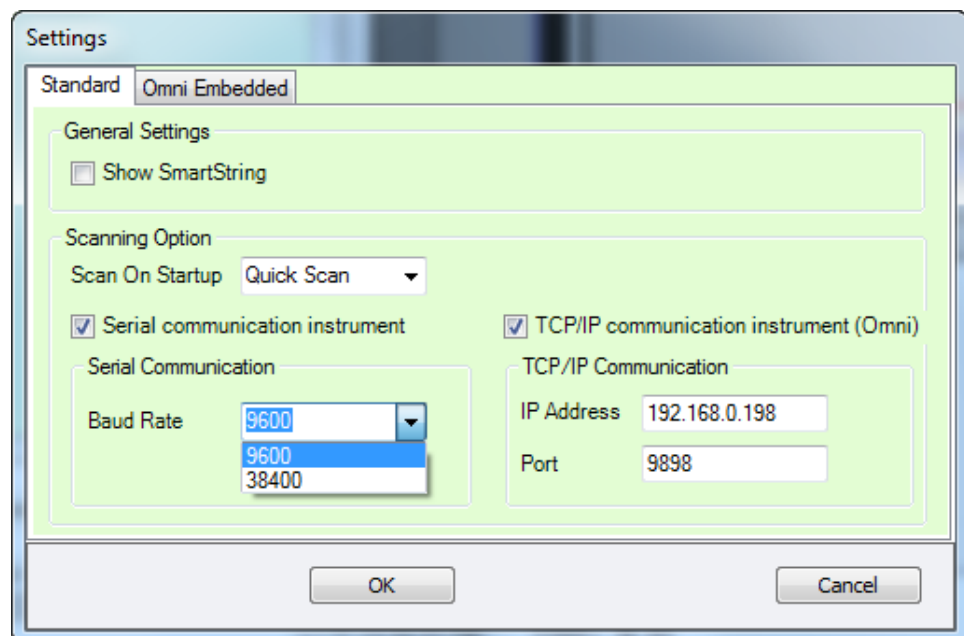 Settings
Standard
Omni Embedded
General Settings
Show SmartString
Scanning Option
Scan On Startup Quick Scan
Serial communication instrument
TCP/IP communication instrument (Omni)
Serial Communication
Baud Rate 9600
9600
38400
TCP/IP Communication
IP Address 192.168.0.198
Port 9898
OK
Cancel